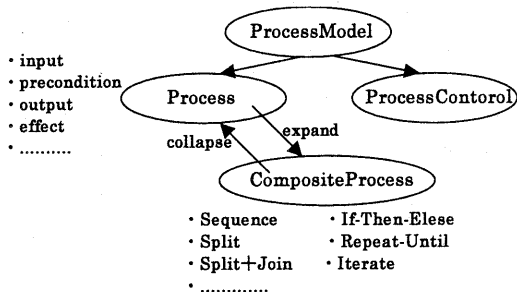 ProcessModel
・input
・precondition
・output
・effect
・..........
Process
ProcessContorol
collapse
expand
CompositeProcess
・Sequence
・Split
・Split+Join
・.............
・If-Then-Elese
・Repeat-Until
・Iterate